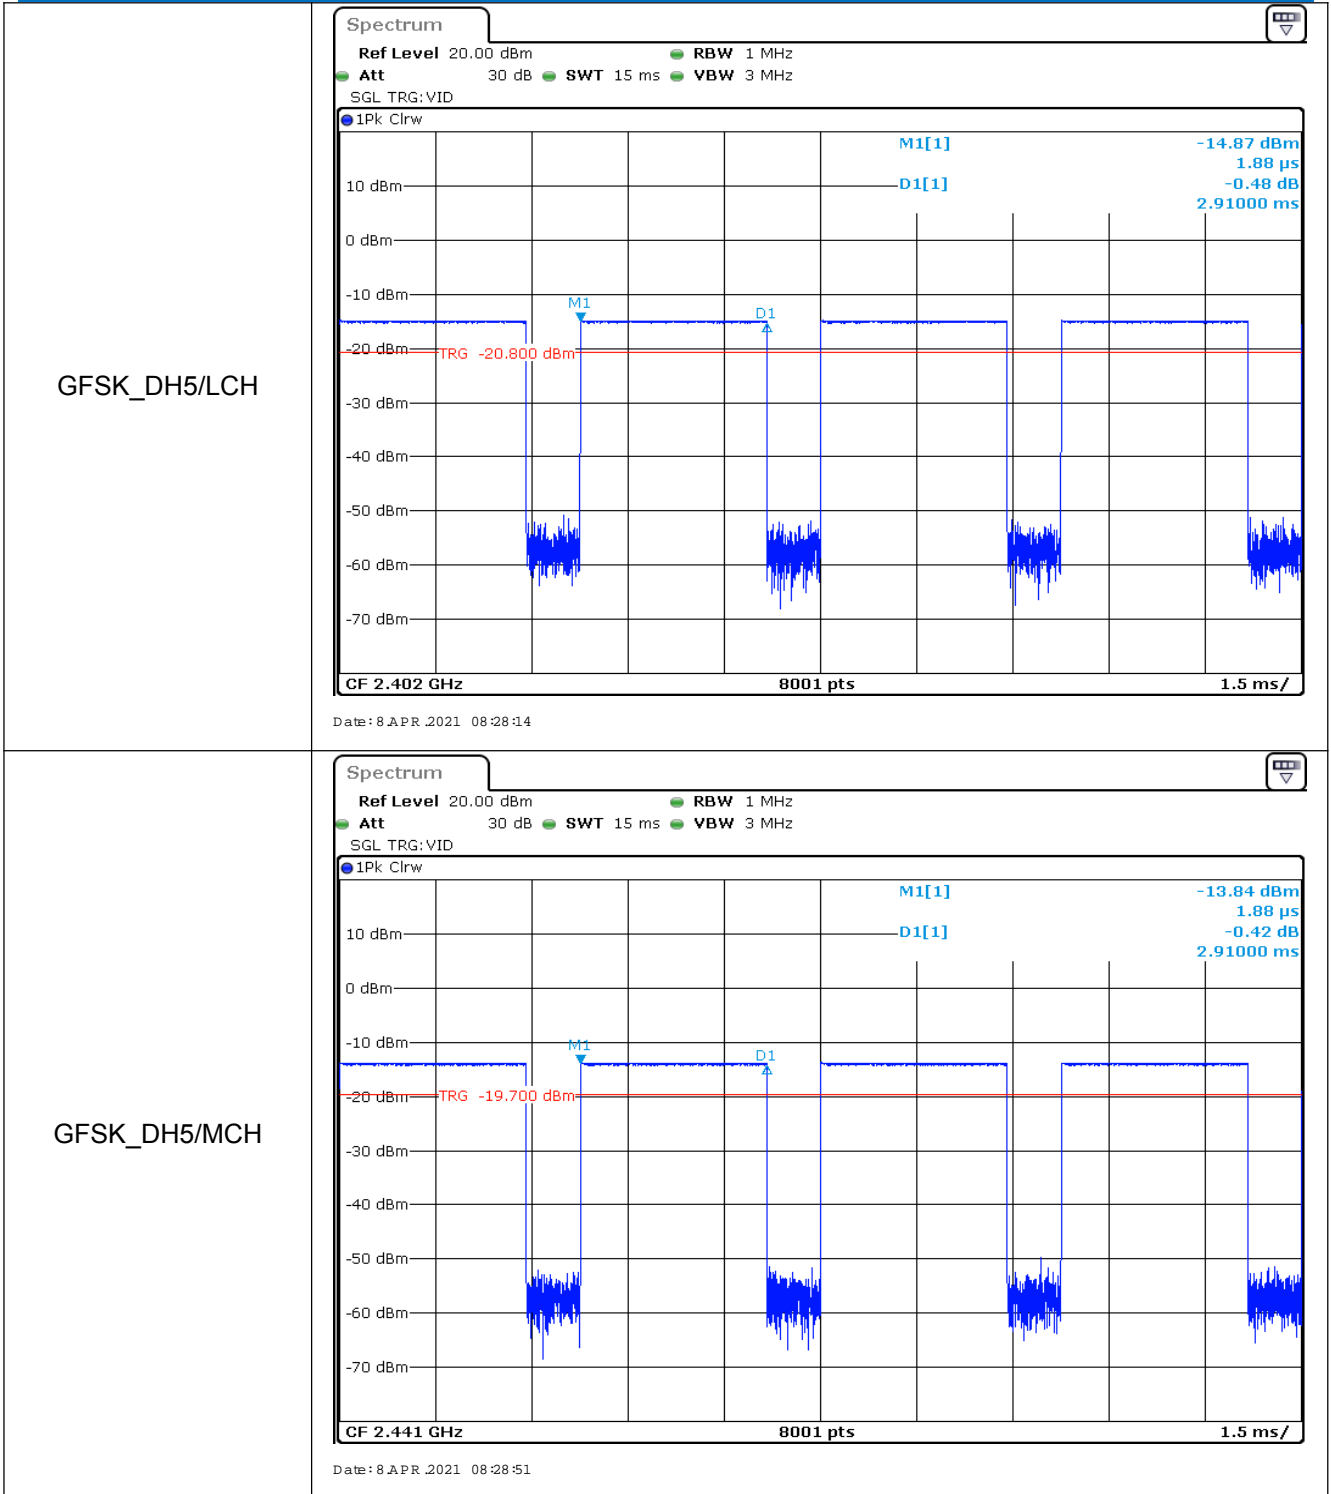 Spectrum
Ref Level 20.00 dBm RBW 1 MHz
Att 30 dB SWT 15 ms VBW 3 MHz
SGL TRG:VID
1Pk Clrw
M1[1] -14.87 dBm
1.88 µs
10 dBm D1[1] -0.48 dB
2.91000 ms
0 dBm
-10 dBm
M1
D1
-20 dBm
TRG -20.800 dBm
GFSK_DH5/LCH
-30 dBm
-40 dBm
-50 dBm
-60 dBm
-70 dBm
CF 2.402 GHz 8001 pts 1.5 ms/
Date: 8.APR.2021 08:28:14
Spectrum
Ref Level 20.00 dBm RBW 1 MHz
Att 30 dB SWT 15 ms VBW 3 MHz
SGL TRG:VID
1Pk Clrw
M1[1] -13.84 dBm
1.88 µs
10 dBm D1[1] -0.42 dB
2.91000 ms
0 dBm
-10 dBm
M1
D1
-20 dBm TRG -19.700 dBm
GFSK_DH5/MCH
-30 dBm
-40 dBm
-50 dBm
-60 dBm
-70 dBm
CF 2.441 GHz 8001 pts 1.5 ms/
Date: 8.APR.2021 08:28:51